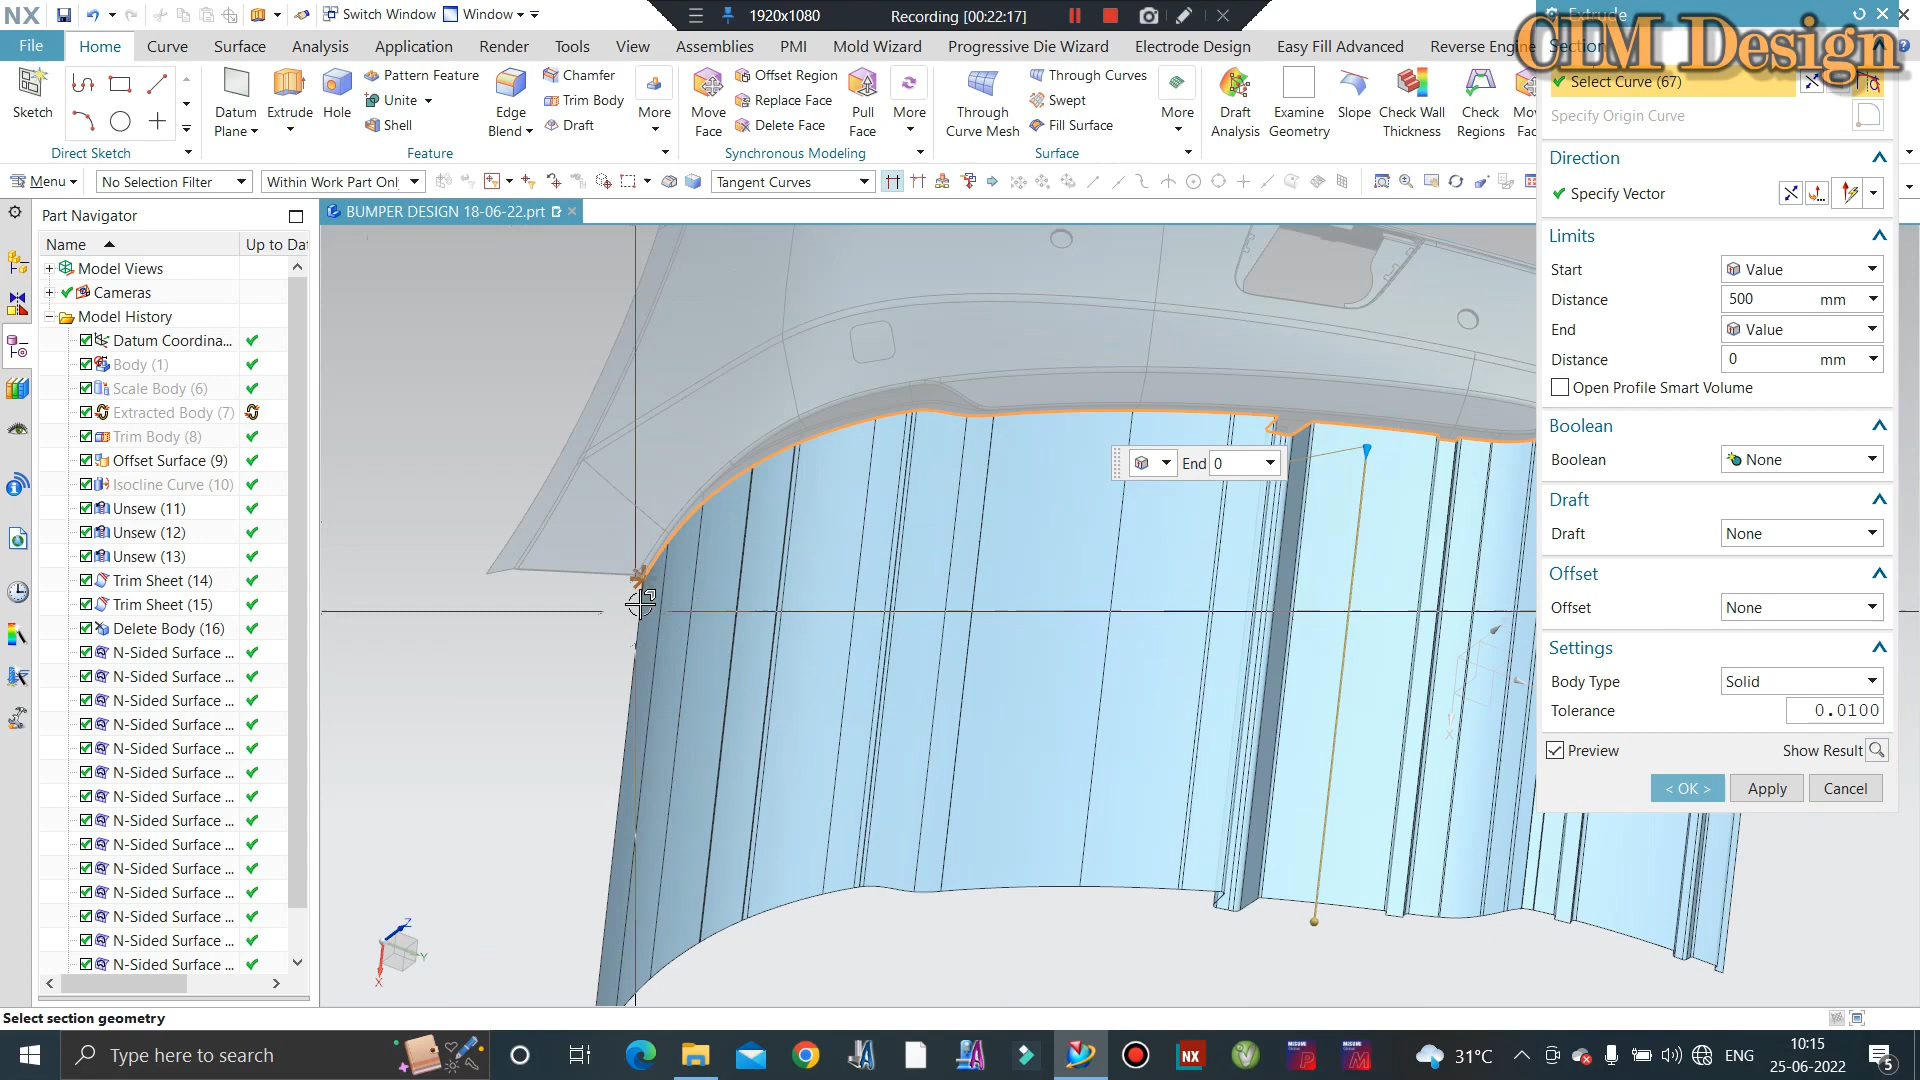 NX
Switch Window
Window
1920x1080
Recording [00:22:17]
Extrude
CIM Design
File
Home
Curve
Surface
Analysis
Application
Render
Tools
View
Assemblies
PMI
Mold Wizard
Progressive Die Wizard
Electrode Design
Easy Fill Advanced
Reverse Engine
Section
Sketch
Direct Sketch
Datum Plane
Extrude
Hole
Pattern Feature
Unite
Shell
Edge Blend
Chamfer
Trim Body
Draft
More
Feature
Move Face
Offset Region
Replace Face
Delete Face
Pull Face
More
Synchronous Modeling
Through Curve Mesh
Through Curves
Swept
Fill Surface
More
Surface
Draft Analysis
Examine Geometry
Slope
Check Wall Thickness
Check Regions
Menu
No Selection Filter
Within Work Part Onl
Tangent Curves
Part Navigator
BUMPER DESIGN 18-06-22.prt
Name
Up to Da
Model Views
Cameras
Model History
Datum Coordina...
Body (1)
Scale Body (6)
Extracted Body (7)
Trim Body (8)
Offset Surface (9)
Isocline Curve (10)
Unsew (11)
Unsew (12)
Unsew (13)
Trim Sheet (14)
Trim Sheet (15)
Delete Body (16)
N-Sided Surface ...
N-Sided Surface ...
N-Sided Surface ...
N-Sided Surface ...
N-Sided Surface ...
N-Sided Surface ...
N-Sided Surface ...
N-Sided Surface ...
N-Sided Surface ...
N-Sided Surface ...
N-Sided Surface ...
N-Sided Surface ...
N-Sided Surface ...
N-Sided Surface ...
End 0
Z
Y
X
X
Select Curve (67)
Specify Origin Curve
Direction
Specify Vector
Limits
Start Value
Distance 500 mm
End Value
Distance 0 mm
Open Profile Smart Volume
Boolean
Boolean None
Draft
Draft None
Offset
Offset None
Settings
Body Type Solid
Tolerance 0.0100
Preview
Show Result
< OK >
Apply
Cancel
Select section geometry
Type here to search
NX
31°C
ENG
10:15
25-06-2022
5